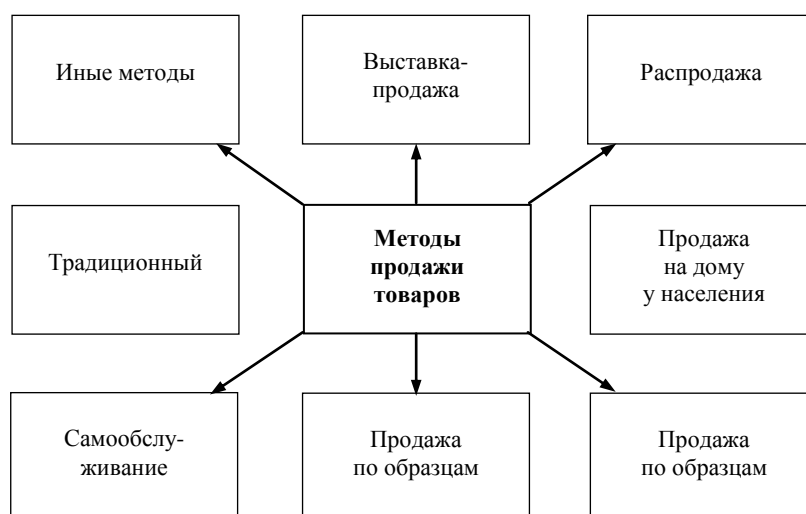 Иные методы
Выставка-
продажа
Распродажа
Традиционный
Методы
продажи
товаров
Продажа
на дому
у населения
Самообслу-
живание
Продажа
по образцам
Продажа
по образцам